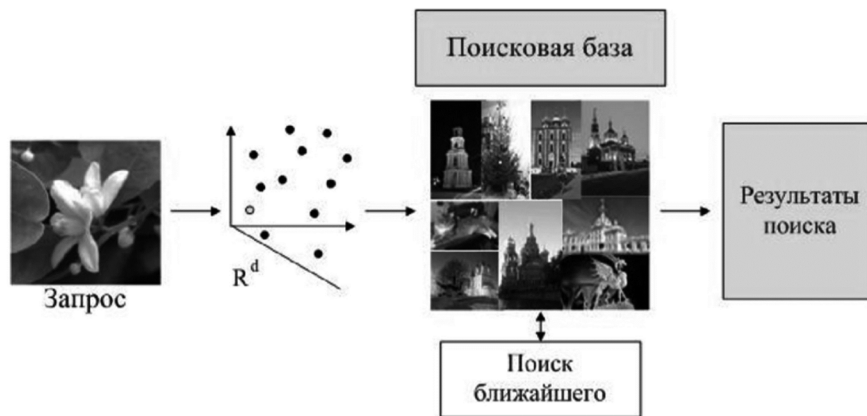 Поисковая база
Запрос
R^d
Результаты
поиска
Поиск
ближайшего